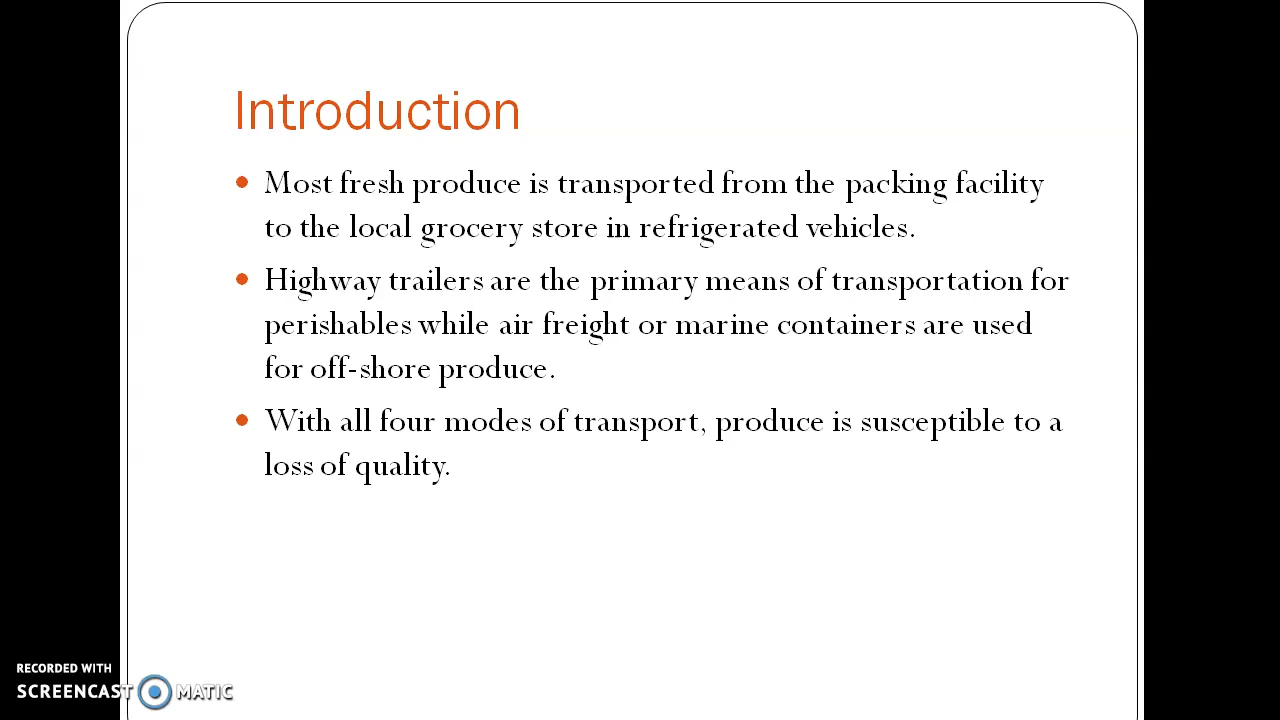 Introduction
• Most fresh produce is transported from the packing facility
to the local grocery store in refrigerated vehicles.
• Highway trailers are the primary means of transportation for
perishables while air freight or marine containers are used
for off-shore produce.
• With all four modes of transport, produce is susceptible to a
loss of quality.
RECORDED WITH
SCREENCAST MATIC